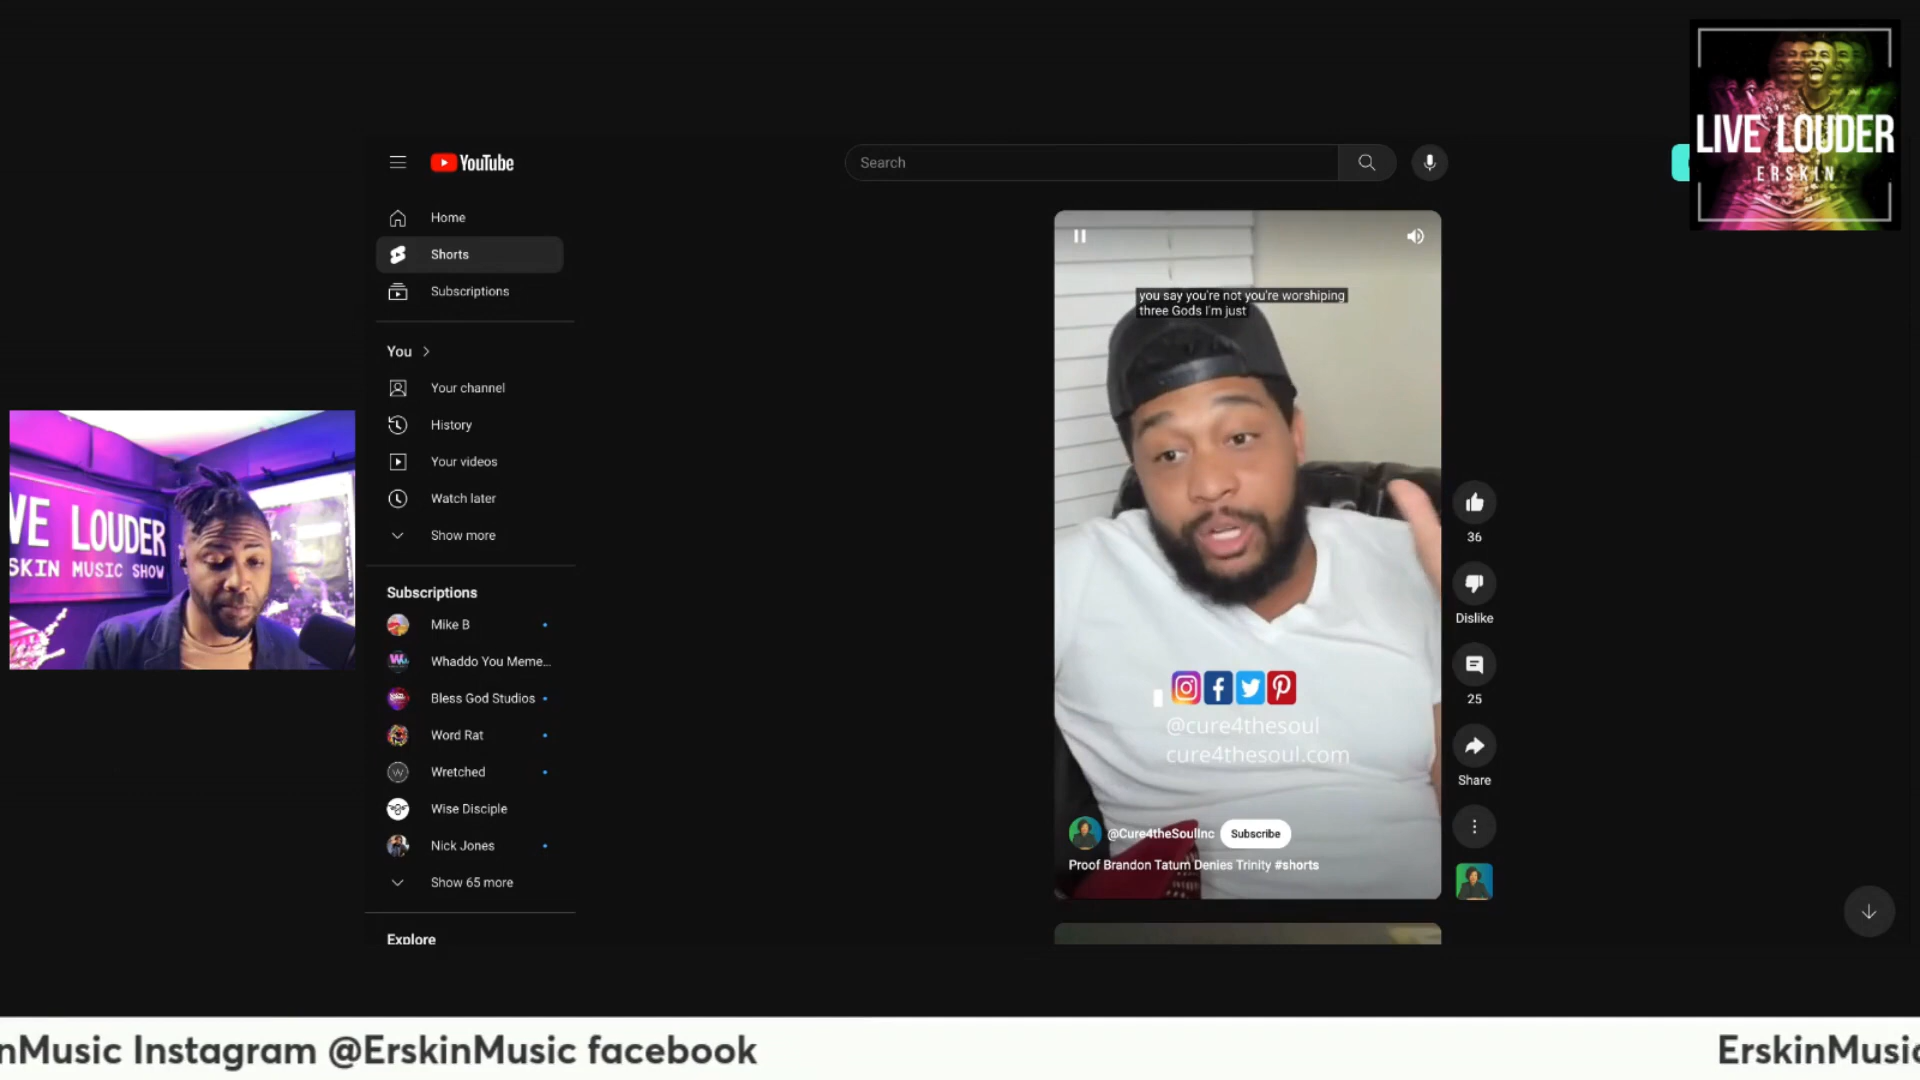 LIVE LOUDER
ERSKIN
YouTube
Search
Home
Shorts
Subscriptions
You
Your channel
History
Your videos
Watch later
Show more
Subscriptions
Mike B
Whaddo You Meme...
Bless God Studios
Word Rat
Wretched
Wise Disciple
Nick Jones
Show 65 more
Explore
VE LOUDER
SKIN MUSIC SHOW
you say you're not you're worshiping
three Gods I'm just
@cure4thesoul
cure4thesoul.com
@Cure4theSoulInc Subscribe
Proof Brandon Tatum Denies Trinity #shorts
36
Dislike
25
Share
nMusic Instagram @ErskinMusic facebook
ErskinMusic